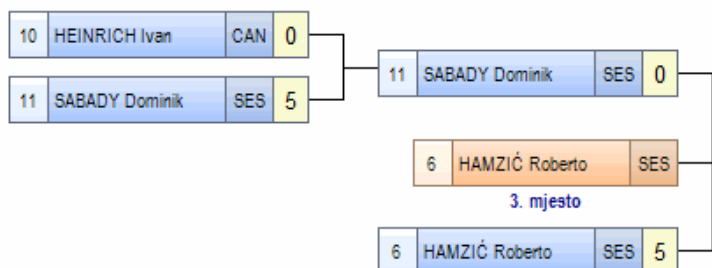 10 HEINRICH Ivan CAN 0
11 SABADY Dominik SES 5
11 SABADY Dominik SES 0
6 HAMZIĆ Roberto SES
3. mjesto
6 HAMZIĆ Roberto SES 5